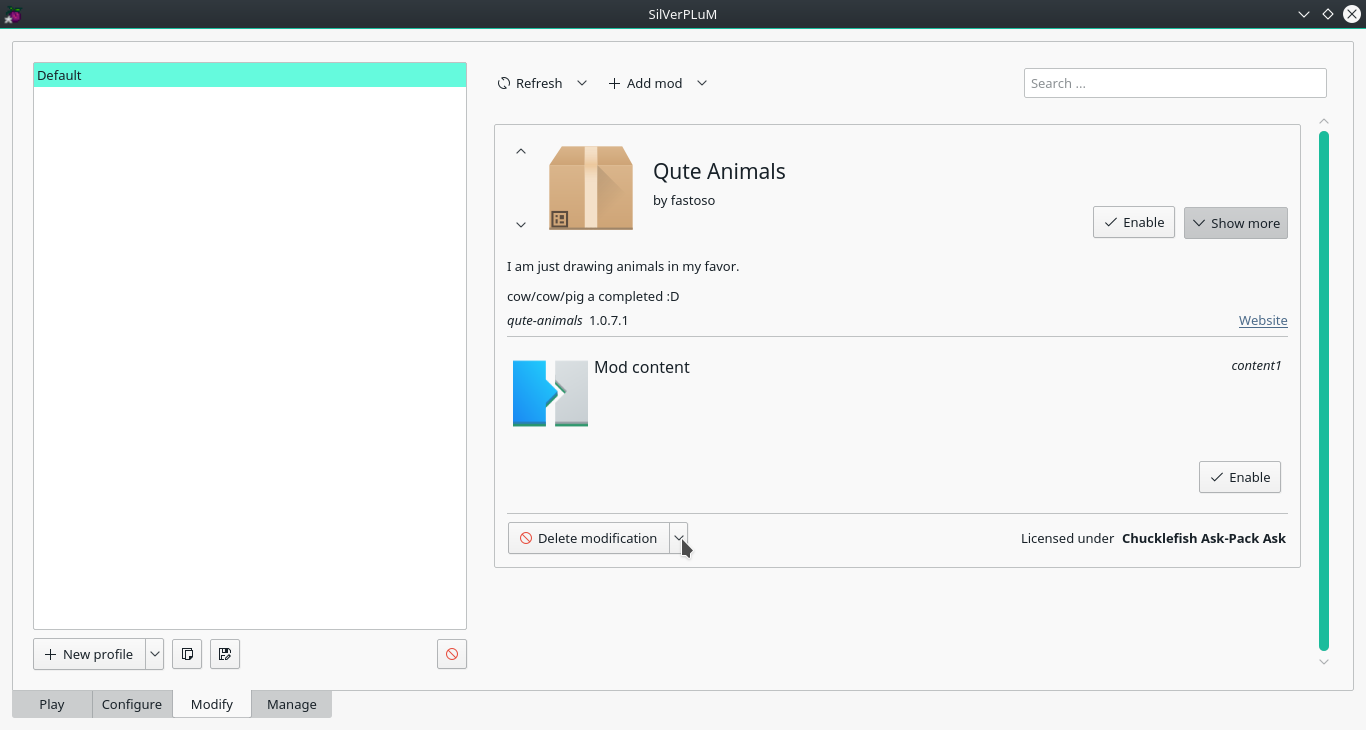 SilVerPLuM
Default
Refresh
Add mod
Search ...
Qute Animals
by fastoso
Enable
Show more
I am just drawing animals in my favor.
cow/cow/pig a completed :D
qute-animals 1.0.7.1
Website
Mod content
content1
Enable
Delete modification
Licensed under Chucklefish Ask-Pack Ask
New profile
Play
Configure
Modify
Manage